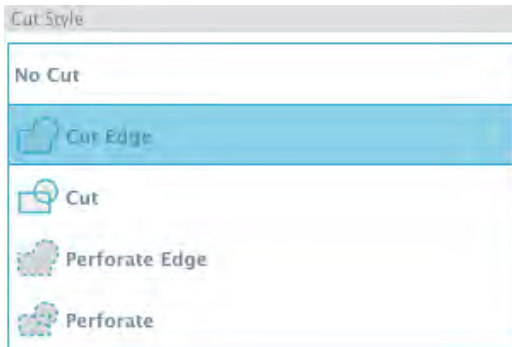 Cut Style
No Cut
Cut Edge
Cut
Perforate Edge
Perforate